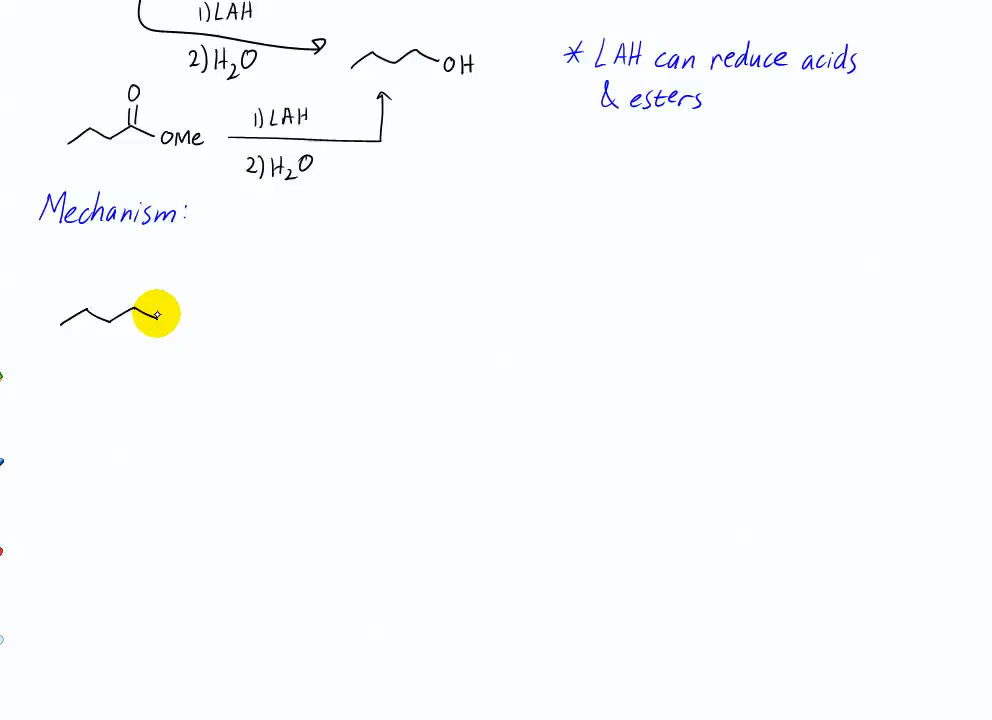 1) LAH
2) H₂O
OH
* LAH can reduce acids
& esters
O
OMe
1) LAH
2) H₂O
Mechanism: